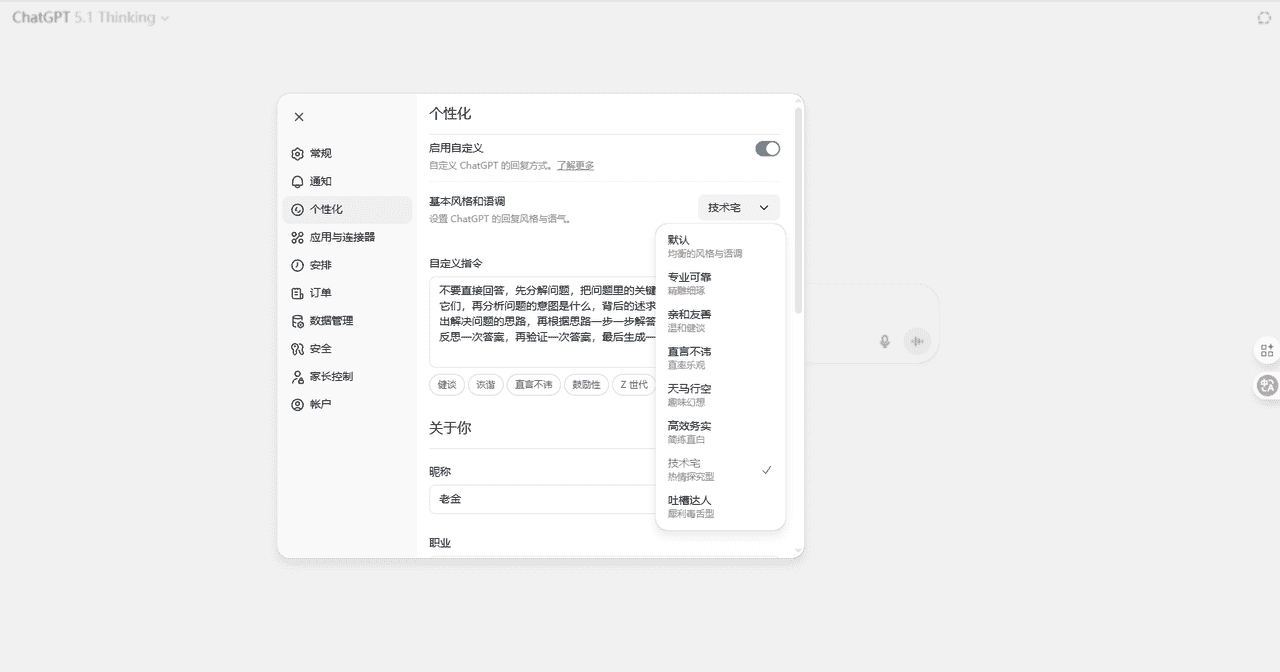 ChatGPT 5.1 Thinking
个性化
常规
通知
个性化
应用与连接器
安排
订单
数据管理
安全
家长控制
帐户
启用自定义
自定义 ChatGPT 的回复方式。了解更多
基本风格和语调
设置 ChatGPT 的回复风格与语气。
技术宅
默认
均衡的风格与语调
专业可靠
精雕细琢
亲和友善
温和健谈
直言不讳
直率乐观
天马行空
趣味幻想
高效务实
简练直白
技术宅
热情探究型
吐槽达人
犀利毒舌型
自定义指令
不要直接回答，先分解问题，把问题里的关键
它们，再分析问题的意图是什么，背后的述求
出解决问题的思路，再根据思路一步一步解答
反思一次答案，再验证一次答案，最后生成一
健谈
诙谐
直言不讳
鼓励性
Z 世代
关于你
昵称
老金
职业